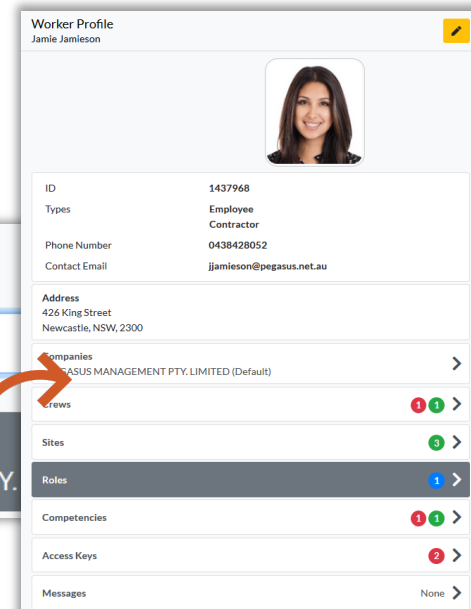 Worker Profile
Jamie Jamieson
ID 1437968
Types Employee
Contractor
Phone Number 0438428052
Contact Email jjamieson@pegasus.net.au
Address
426 King Street
Newcastle, NSW, 2300
Companies
MANAGEMENT PTY. LIMITED (Default)
Crews 1 1
Sites 3
Roles 1
Y.
Competencies 1 1
Access Keys 2
Messages None